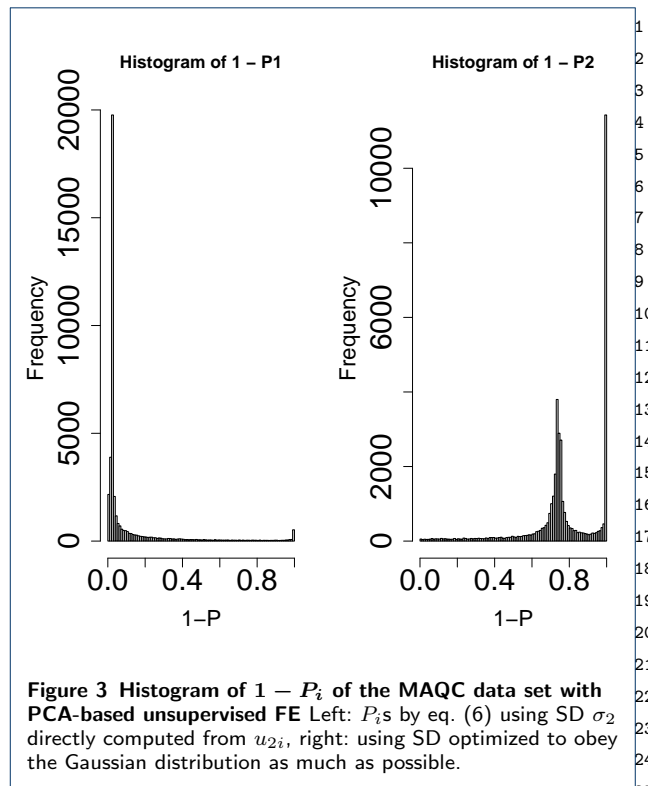 Histogram of 1 − P1
Frequency
20000
15000
10000
5000
0
0.0 0.4 0.8
1−P
Histogram of 1 − P2
Frequency
10000
6000
2000
0
0.0 0.4 0.8
1−P
Figure 3 Histogram of 1 − Pᵢ of the MAQC data set with
PCA-based unsupervised FE Left: Pᵢs by eq. (6) using SD σ₂
directly computed from u₂ᵢ, right: using SD optimized to obey
the Gaussian distribution as much as possible.
1
2
3
4
5
6
7
8
9
10
11
12
13
14
15
16
17
18
19
20
21
22
23
24